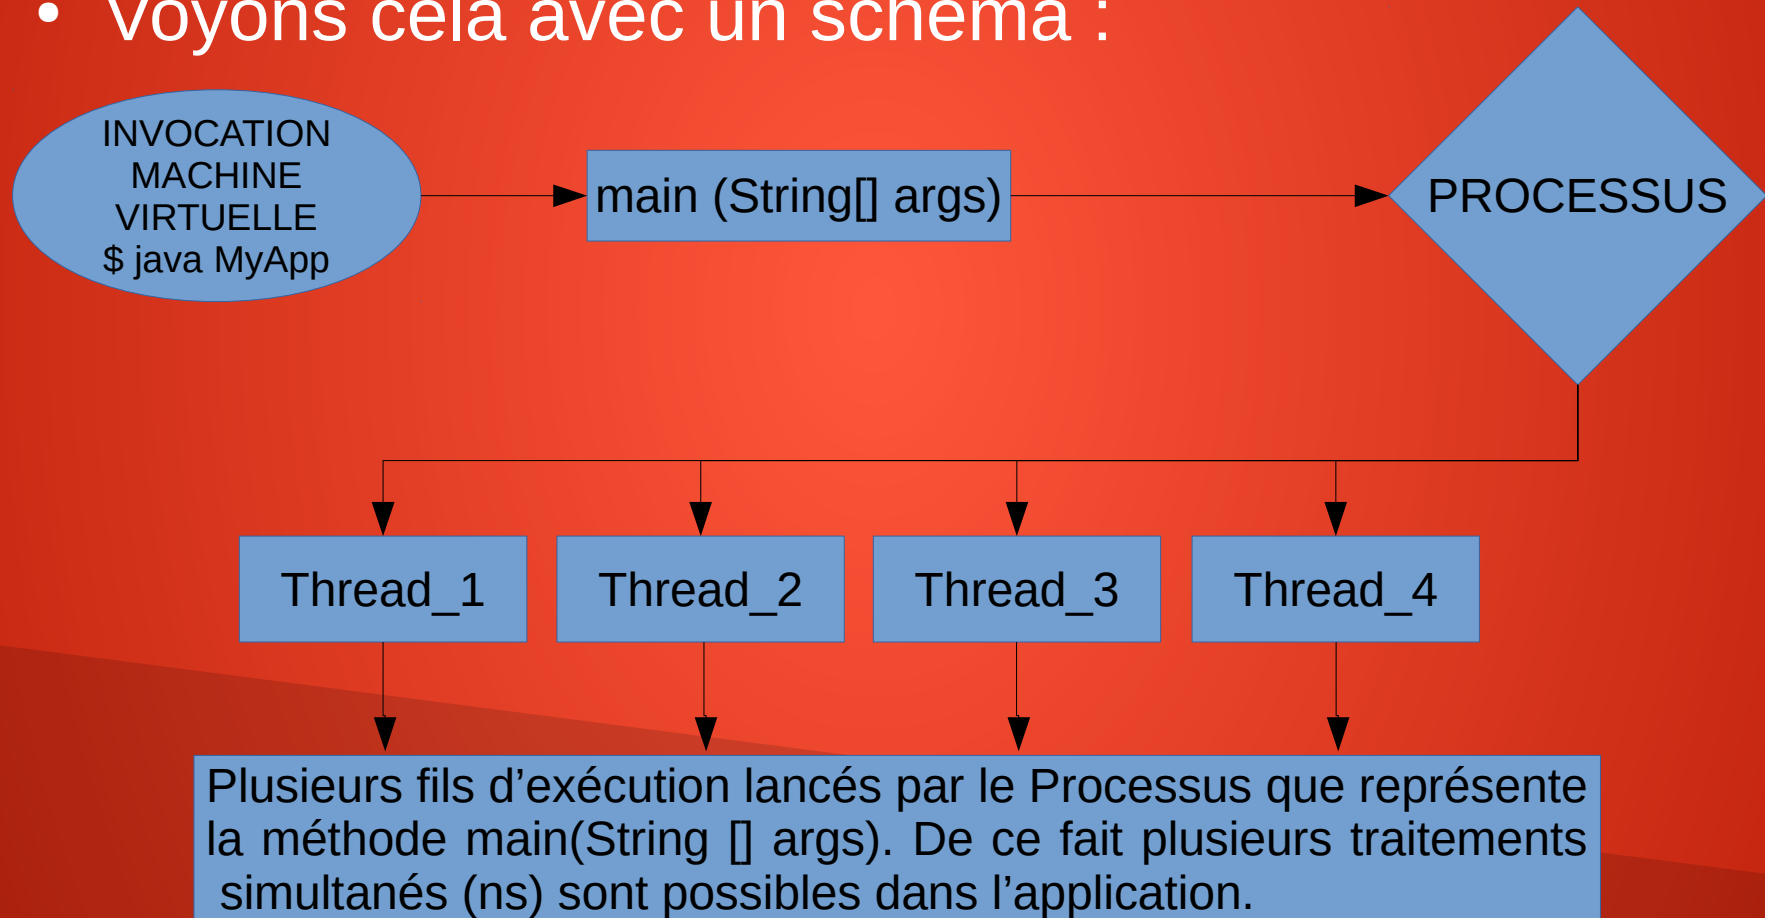 • Voyons cela avec un schéma :
INVOCATION
MACHINE
VIRTUELLE
$ java MyApp
main (String[] args)
PROCESSUS
Thread_1
Thread_2
Thread_3
Thread_4
Plusieurs fils d’exécution lancés par le Processus que représente
la méthode main(String [] args). De ce fait plusieurs traitements
simultanés (ns) sont possibles dans l’application.